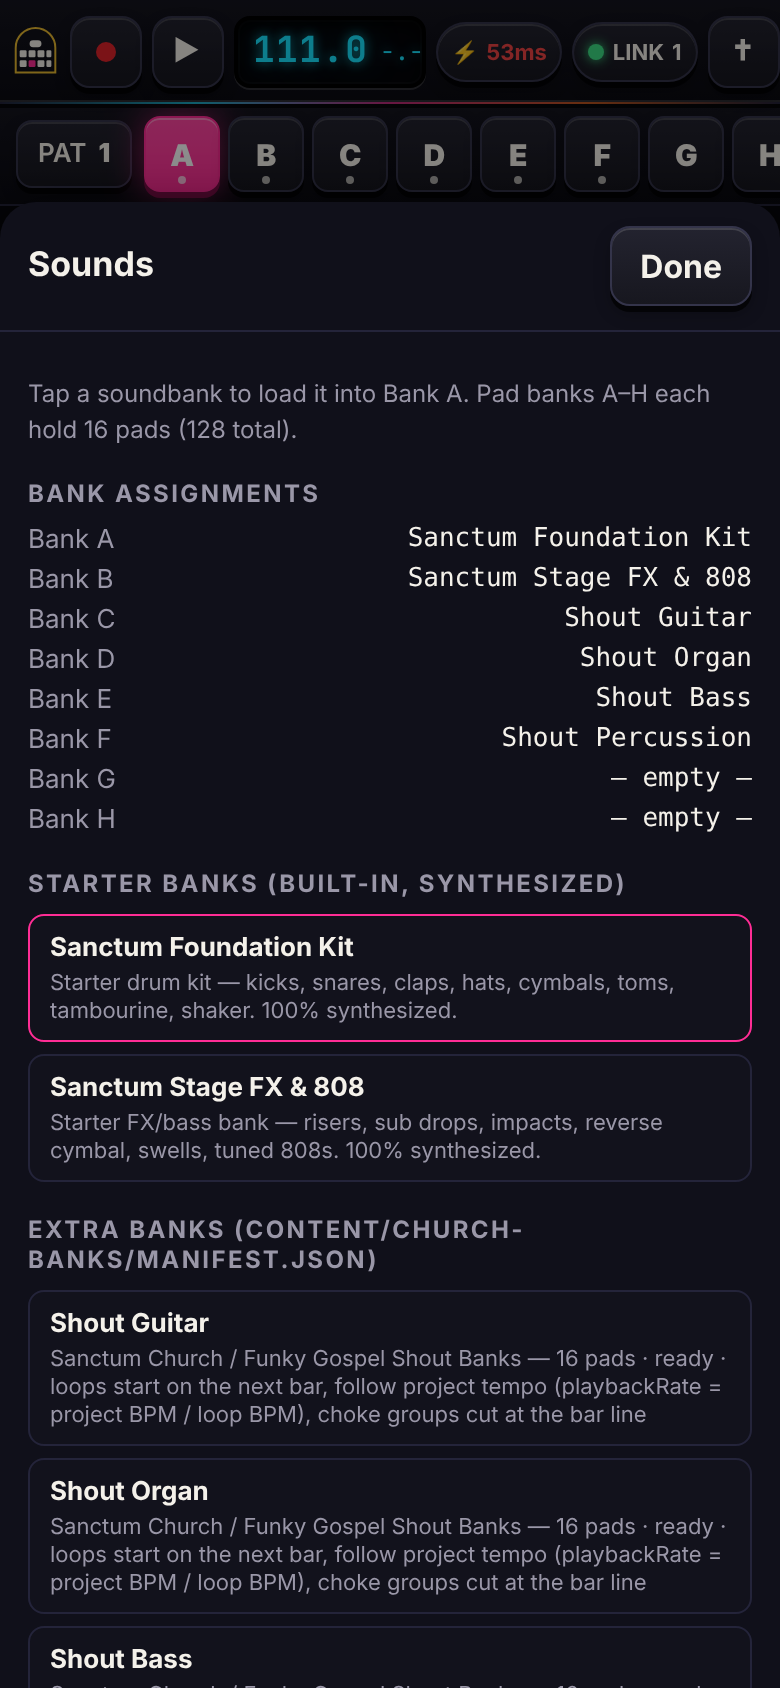 111.0 -.-
⚡ 53ms
LINK 1
✝
PAT 1
A
B
C
D
E
F
G
H
Sounds
Done
Tap a soundbank to load it into Bank A. Pad banks A–H each
hold 16 pads (128 total).
BANK ASSIGNMENTS
Bank A Sanctum Foundation Kit
Bank B Sanctum Stage FX & 808
Bank C Shout Guitar
Bank D Shout Organ
Bank E Shout Bass
Bank F Shout Percussion
Bank G — empty —
Bank H — empty —
STARTER BANKS (BUILT-IN, SYNTHESIZED)
Sanctum Foundation Kit
Starter drum kit — kicks, snares, claps, hats, cymbals, toms,
tambourine, shaker. 100% synthesized.
Sanctum Stage FX & 808
Starter FX/bass bank — risers, sub drops, impacts, reverse
cymbal, swells, tuned 808s. 100% synthesized.
EXTRA BANKS (CONTENT/CHURCH-
BANKS/MANIFEST.JSON)
Shout Guitar
Sanctum Church / Funky Gospel Shout Banks — 16 pads · ready ·
loops start on the next bar, follow project tempo (playbackRate =
project BPM / loop BPM), choke groups cut at the bar line
Shout Organ
Sanctum Church / Funky Gospel Shout Banks — 16 pads · ready ·
loops start on the next bar, follow project tempo (playbackRate =
project BPM / loop BPM), choke groups cut at the bar line
Shout Bass